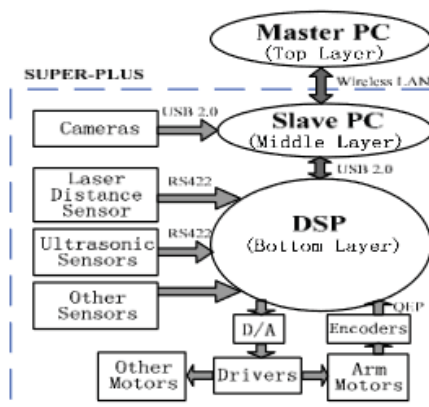 Master PC
(Top Layer)
SUPER-PLUS
Wireless LAN
USB 2.0
Cameras
Slave PC
(Middle Layer)
USB 2.0
Laser
Distance
Sensor
RS422
DSP
(Bottom Layer)
RS422
Ultrasonic
Sensors
Other
Sensors
QEP
D/A
Encoders
Other
Motors
Drivers
Arm
Motors